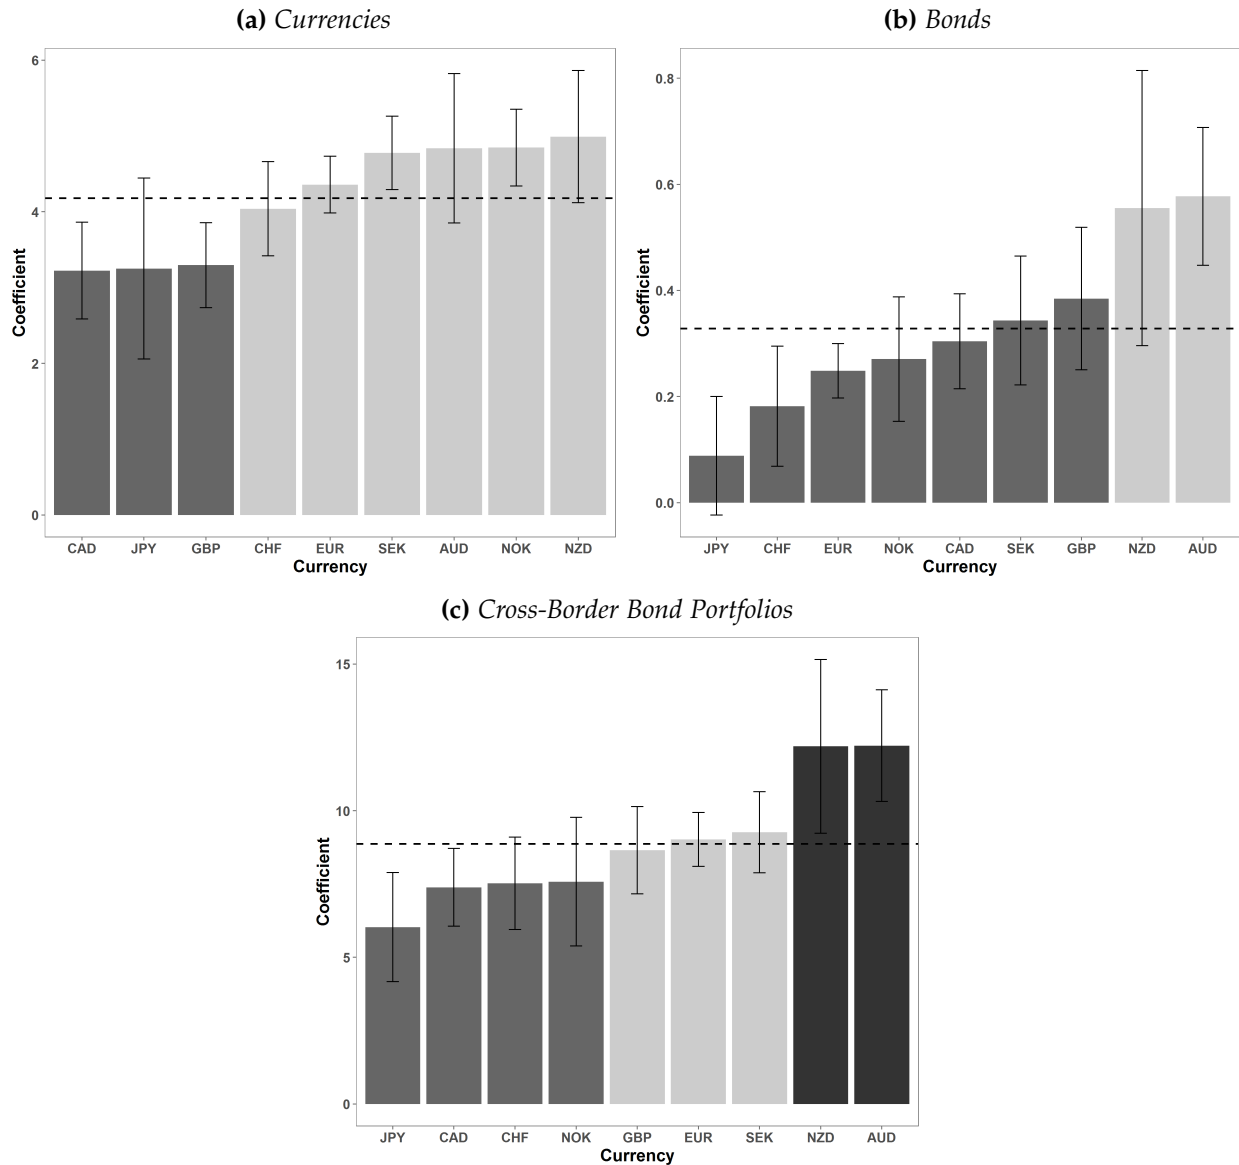 (a) Currencies
6
4
2
0
Coefficient
CAD JPY GBP CHF EUR SEK AUD NOK NZD
Currency
(b) Bonds
0.8
0.6
0.4
0.2
0.0
Coefficient
JPY CHF EUR NOK CAD SEK GBP NZD AUD
Currency
(c) Cross-Border Bond Portfolios
15
10
5
0
Coefficient
JPY CAD CHF NOK GBP EUR SEK NZD AUD
Currency